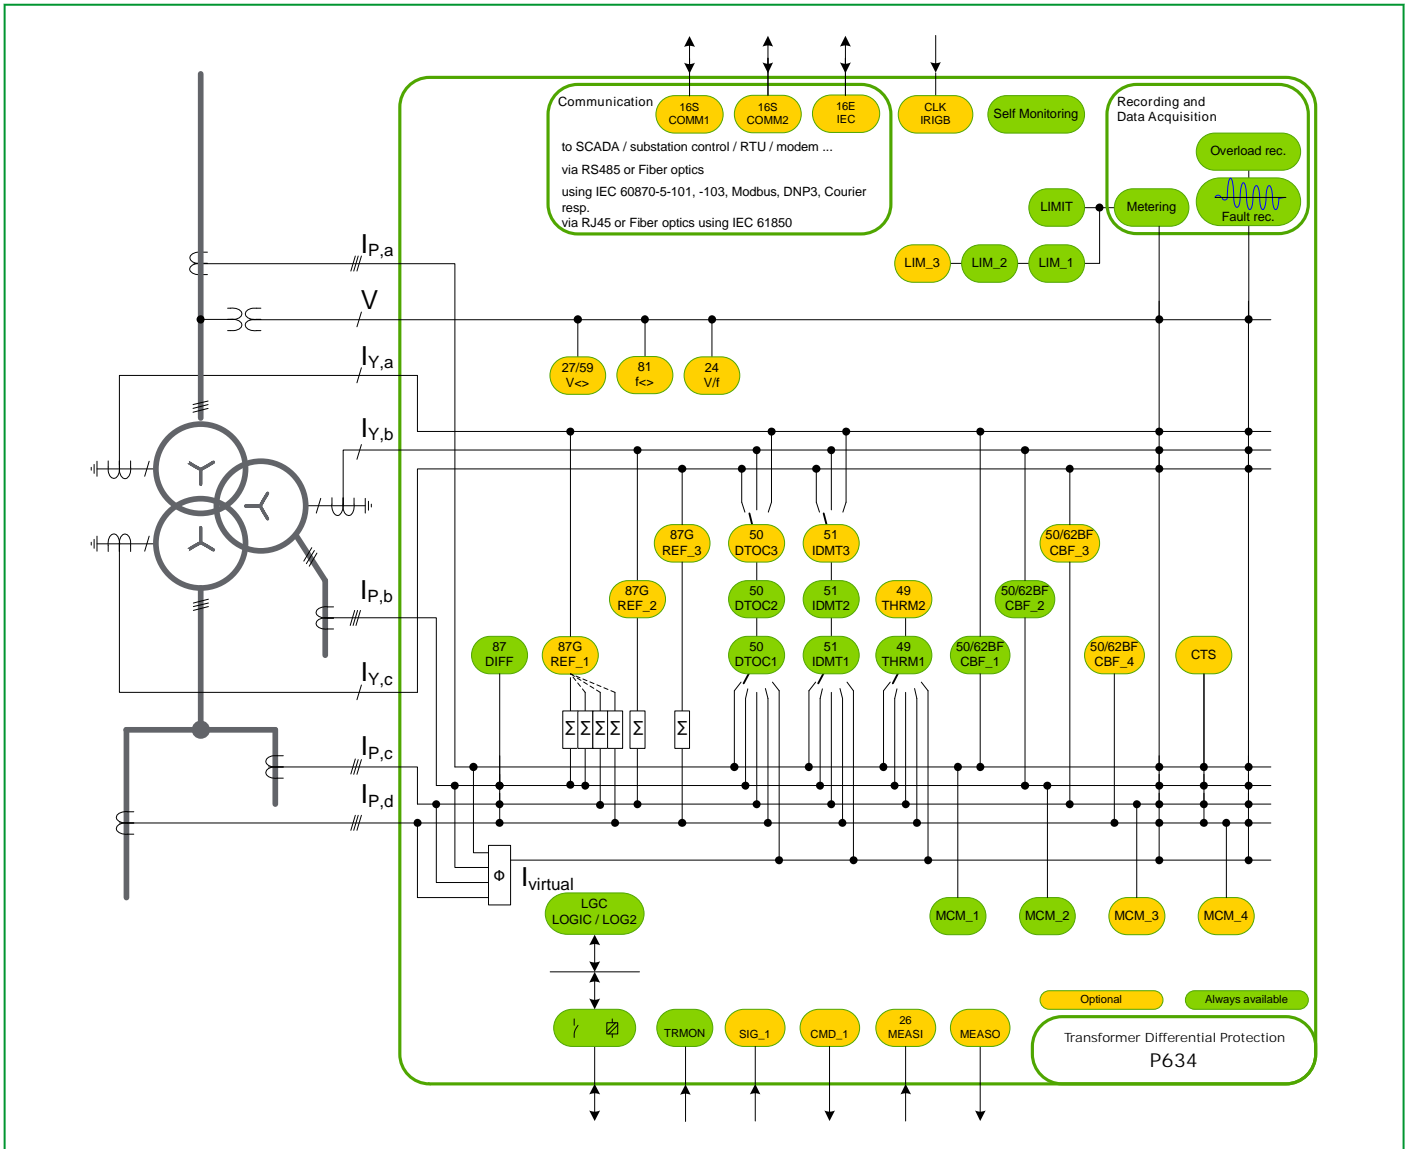 Communication
16S
COMM1
16S
COMM2
16E
IEC
CLK
IRIGB
Self Monitoring
Recording and
Data Acquisition
to SCADA / substation control / RTU / modem ...
via RS485 or Fiber optics
using IEC 60870-5-101, -103, Modbus, DNP3, Courier
resp.
via RJ45 or Fiber optics using IEC 61850
Overload rec.
Fault rec.
LIMIT
Metering
LIM_3
LIM_2
LIM_1
IP,a
V
IY,a
IY,b
IP,b
IY,c
IP,c
IP,d
27/59
V<>
81
f<>
24
V/f
87G
REF_3
50
DTOC3
51
IDMT3
50/62BF
CBF_3
87G
REF_2
50
DTOC2
51
IDMT2
49
THRM2
50/62BF
CBF_2
87
DIFF
87G
REF_1
50
DTOC1
51
IDMT1
49
THRM1
50/62BF
CBF_1
50/62BF
CBF_4
CTS
Σ
Σ
Σ
Σ
Σ
Σ
Φ
Ivirtual
LGC
LOGIC / LOG2
MCM_1
MCM_2
MCM_3
MCM_4
Optional
Always available
TRMON
SIG_1
CMD_1
26
MEASI
MEASO
Transformer Differential Protection
P634